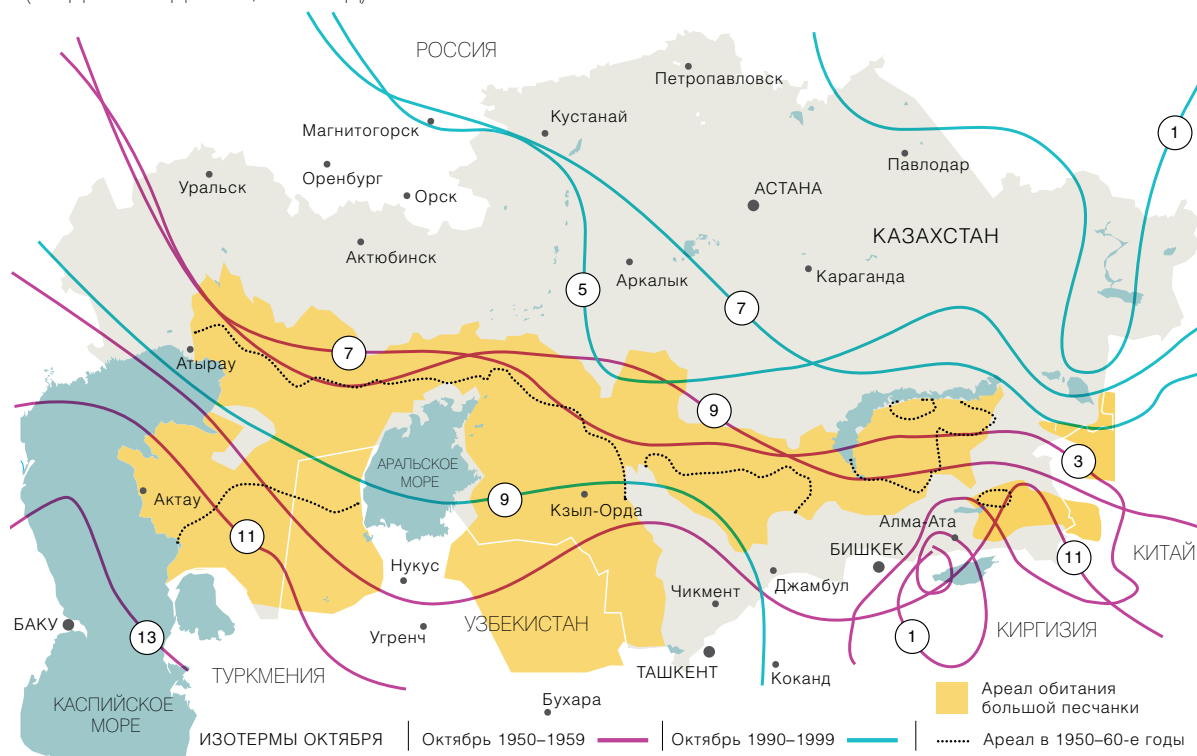 РОССИЯ
Петропавловск
Магнитогорск
Кустанай
1
Оренбург
Павлодар
Уральск
Орск
АСТАНА
КАЗАХСТАН
Актюбинск
Аркалык
Караганда
5
7
7
Атырау
9
АРАЛЬСКОЕ
МОРЕ
3
Актау
9
Кзыл-Орда
Алма-Ата
11
БИШКЕК
11
КИТАЙ
Нукус
Джамбул
Чикмент
БАКУ
13
Угренч
УЗБЕКИСТАН
1
КИРГИЗИЯ
ТУРКМЕНИЯ
ТАШКЕНТ
Коканд
КАСПИЙСКОЕ
МОРЕ
Бухара
Ареал обитания
большой песчанки
ИЗОТЕРМЫ ОКТЯБРЯ
Октябрь 1950–1959
Октябрь 1990–1999
Ареал в 1950–60-е годы